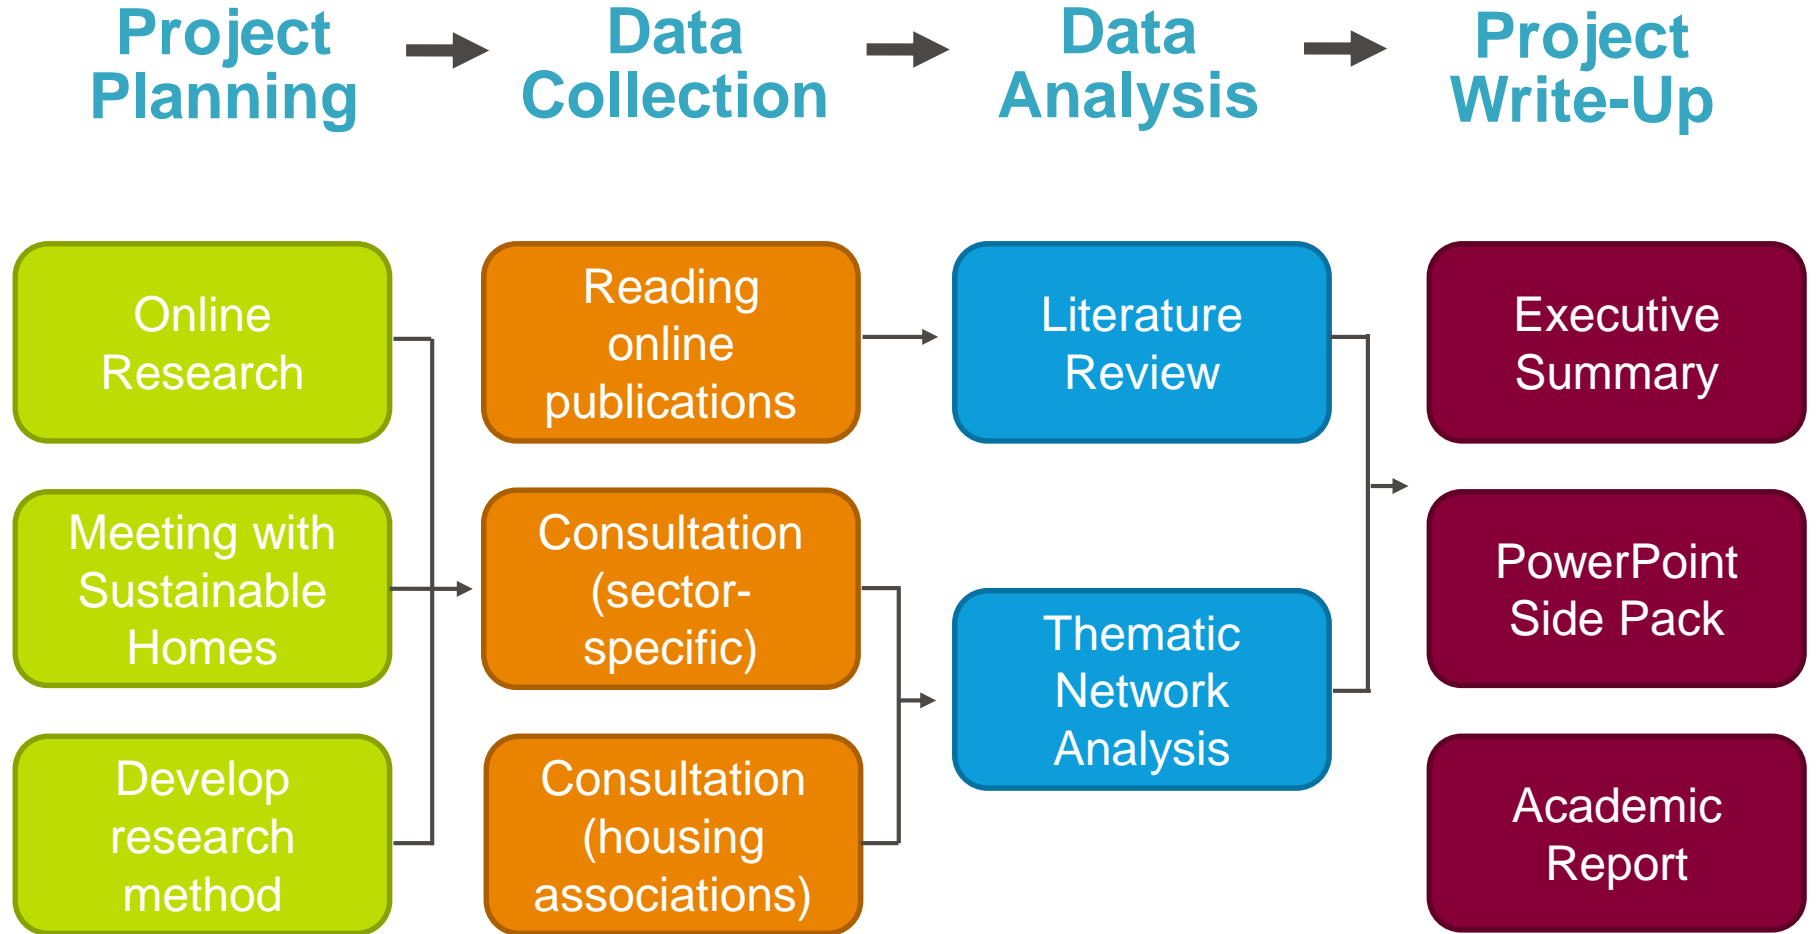 Project
Planning
Data
Collection
Data
Analysis
Project
Write-Up
Online
Research
Meeting with
Sustainable
Homes
Develop
research
method
Reading
online
publications
Consultation
(sector-
specific)
Consultation
(housing
associations)
Literature
Review
Thematic
Network
Analysis
Executive
Summary
PowerPoint
Side Pack
Academic
Report